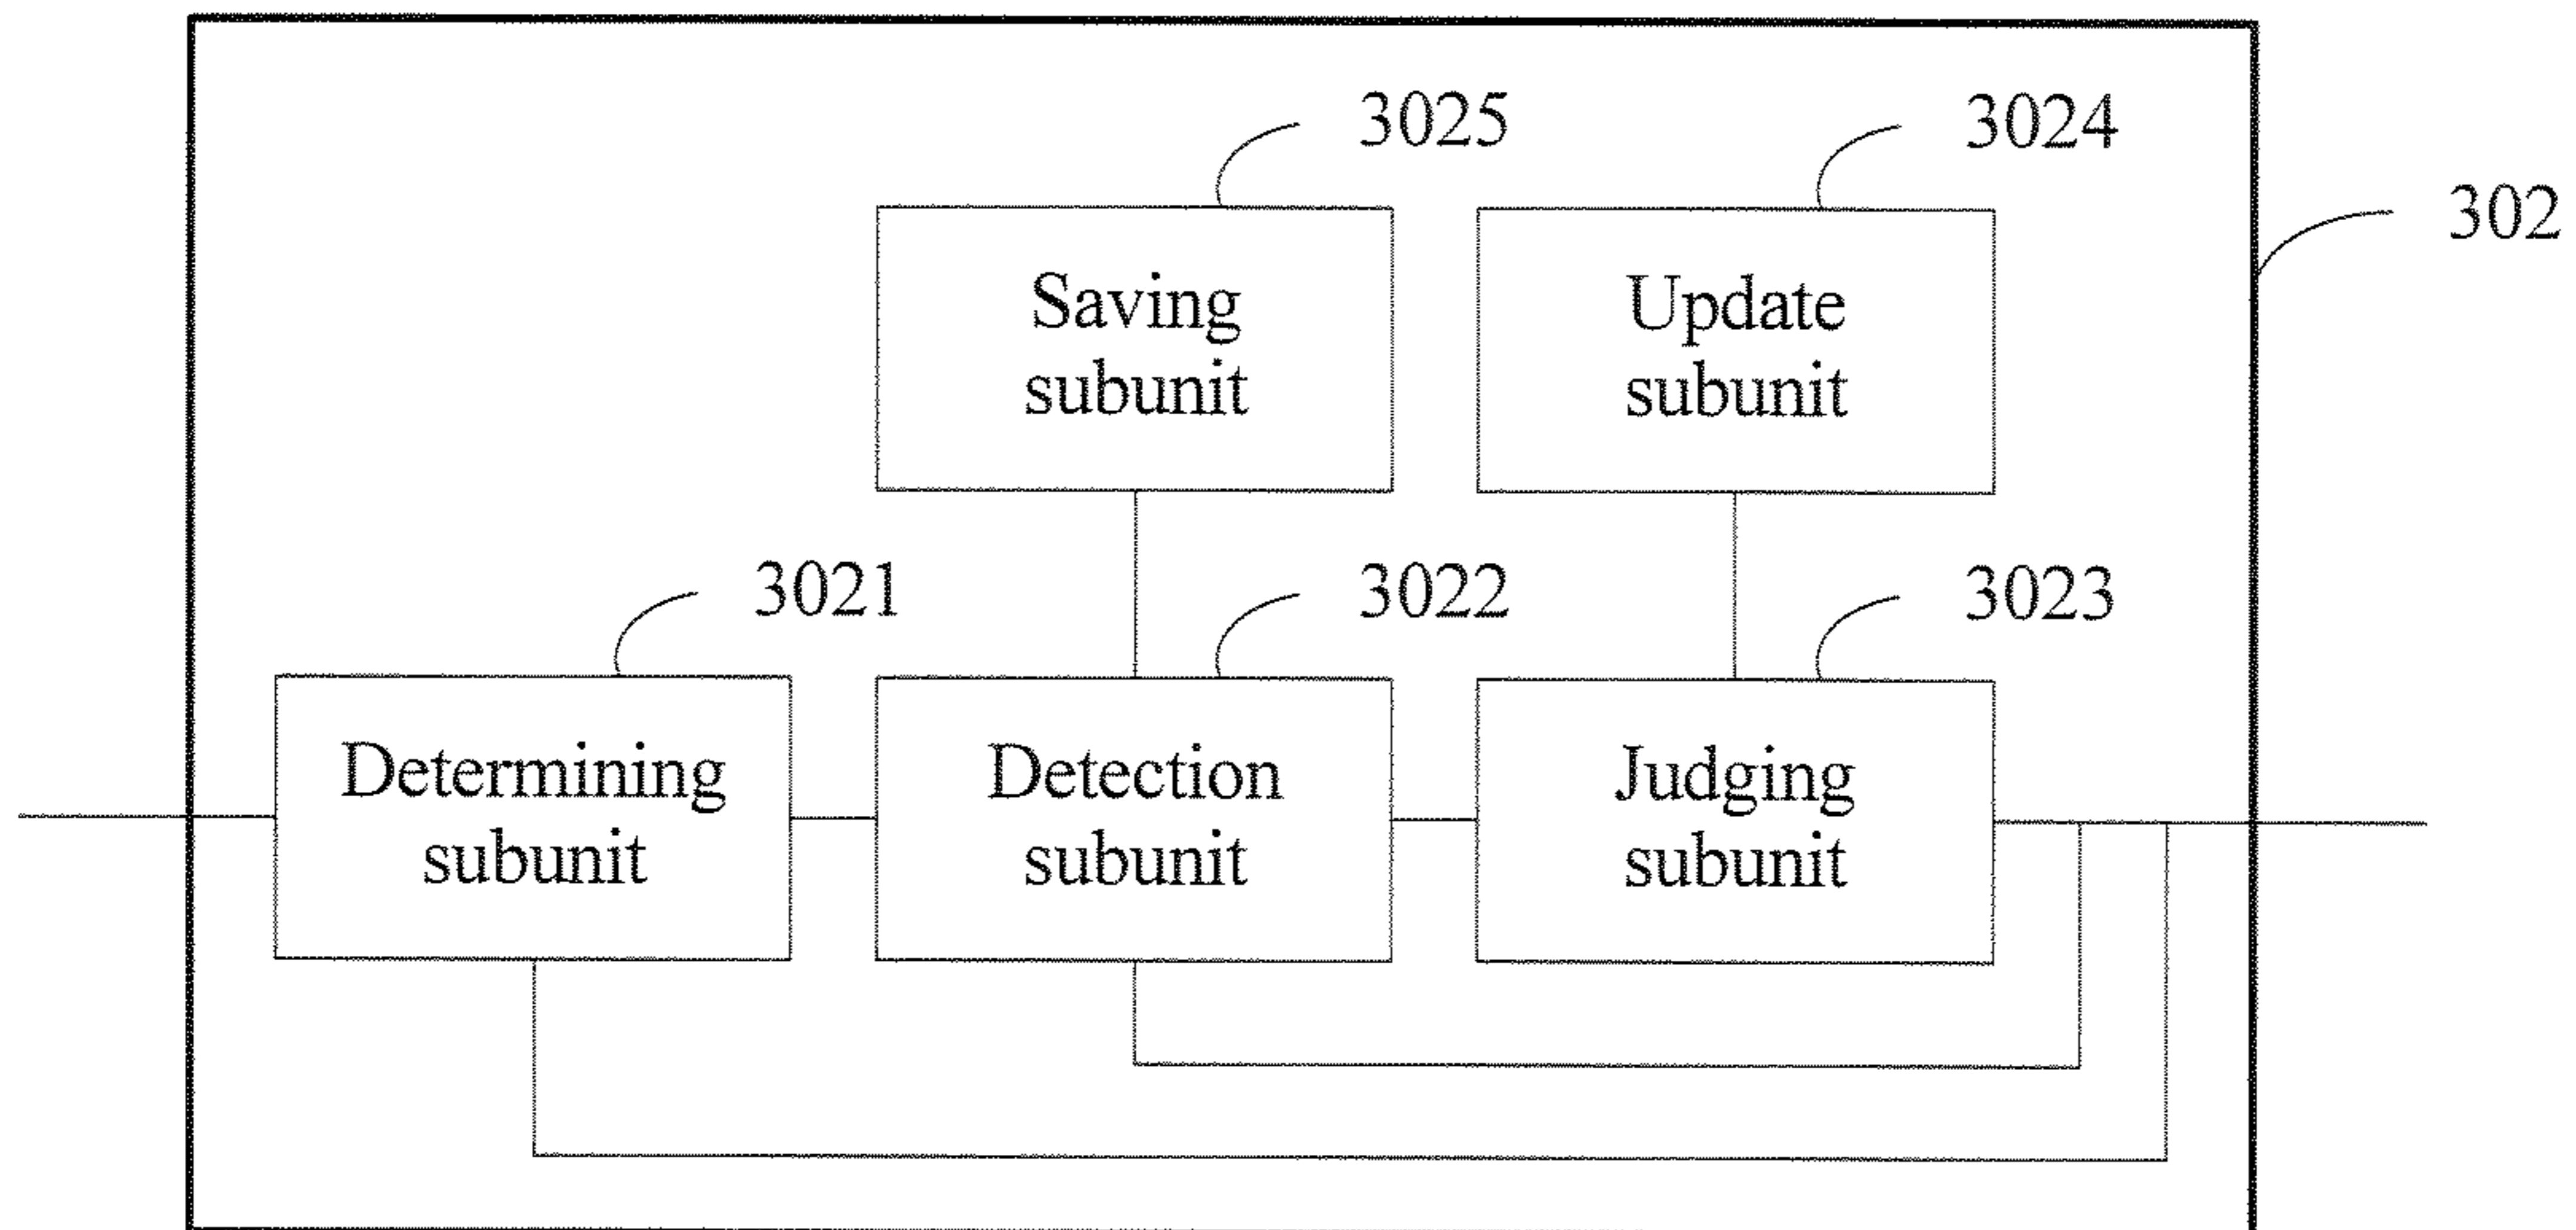 3025
3024
302
Saving
subunit
Update
subunit
3021
3022
3023
Determining
subunit
Detection
subunit
Judging
subunit